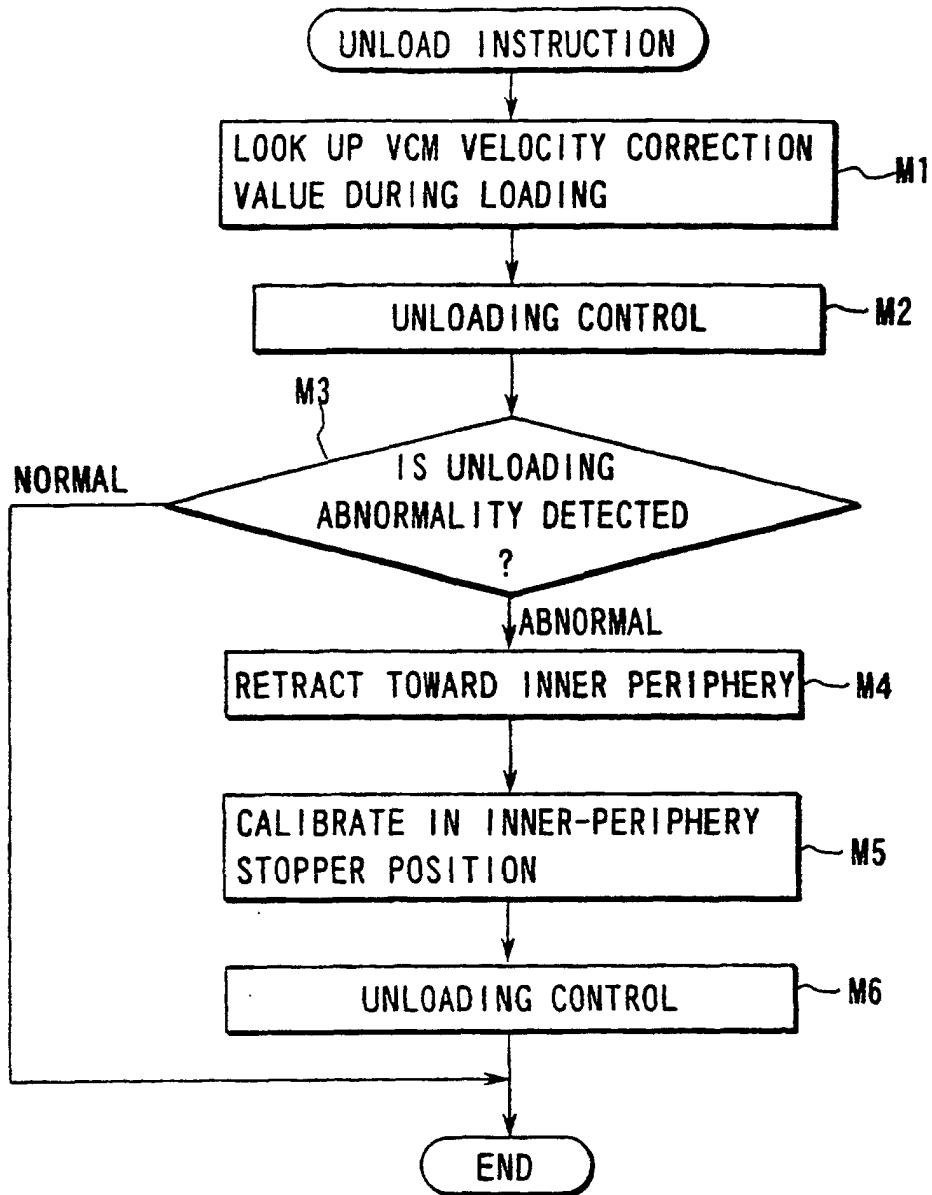 UNLOAD INSTRUCTION
LOOK UP VCM VELOCITY CORRECTION
VALUE DURING LOADING
M1
UNLOADING CONTROL
M2
M3
IS UNLOADING
ABNORMALITY DETECTED
?
NORMAL
ABNORMAL
RETRACT TOWARD INNER PERIPHERY
M4
CALIBRATE IN INNER-PERIPHERY
STOPPER POSITION
M5
UNLOADING CONTROL
M6
END